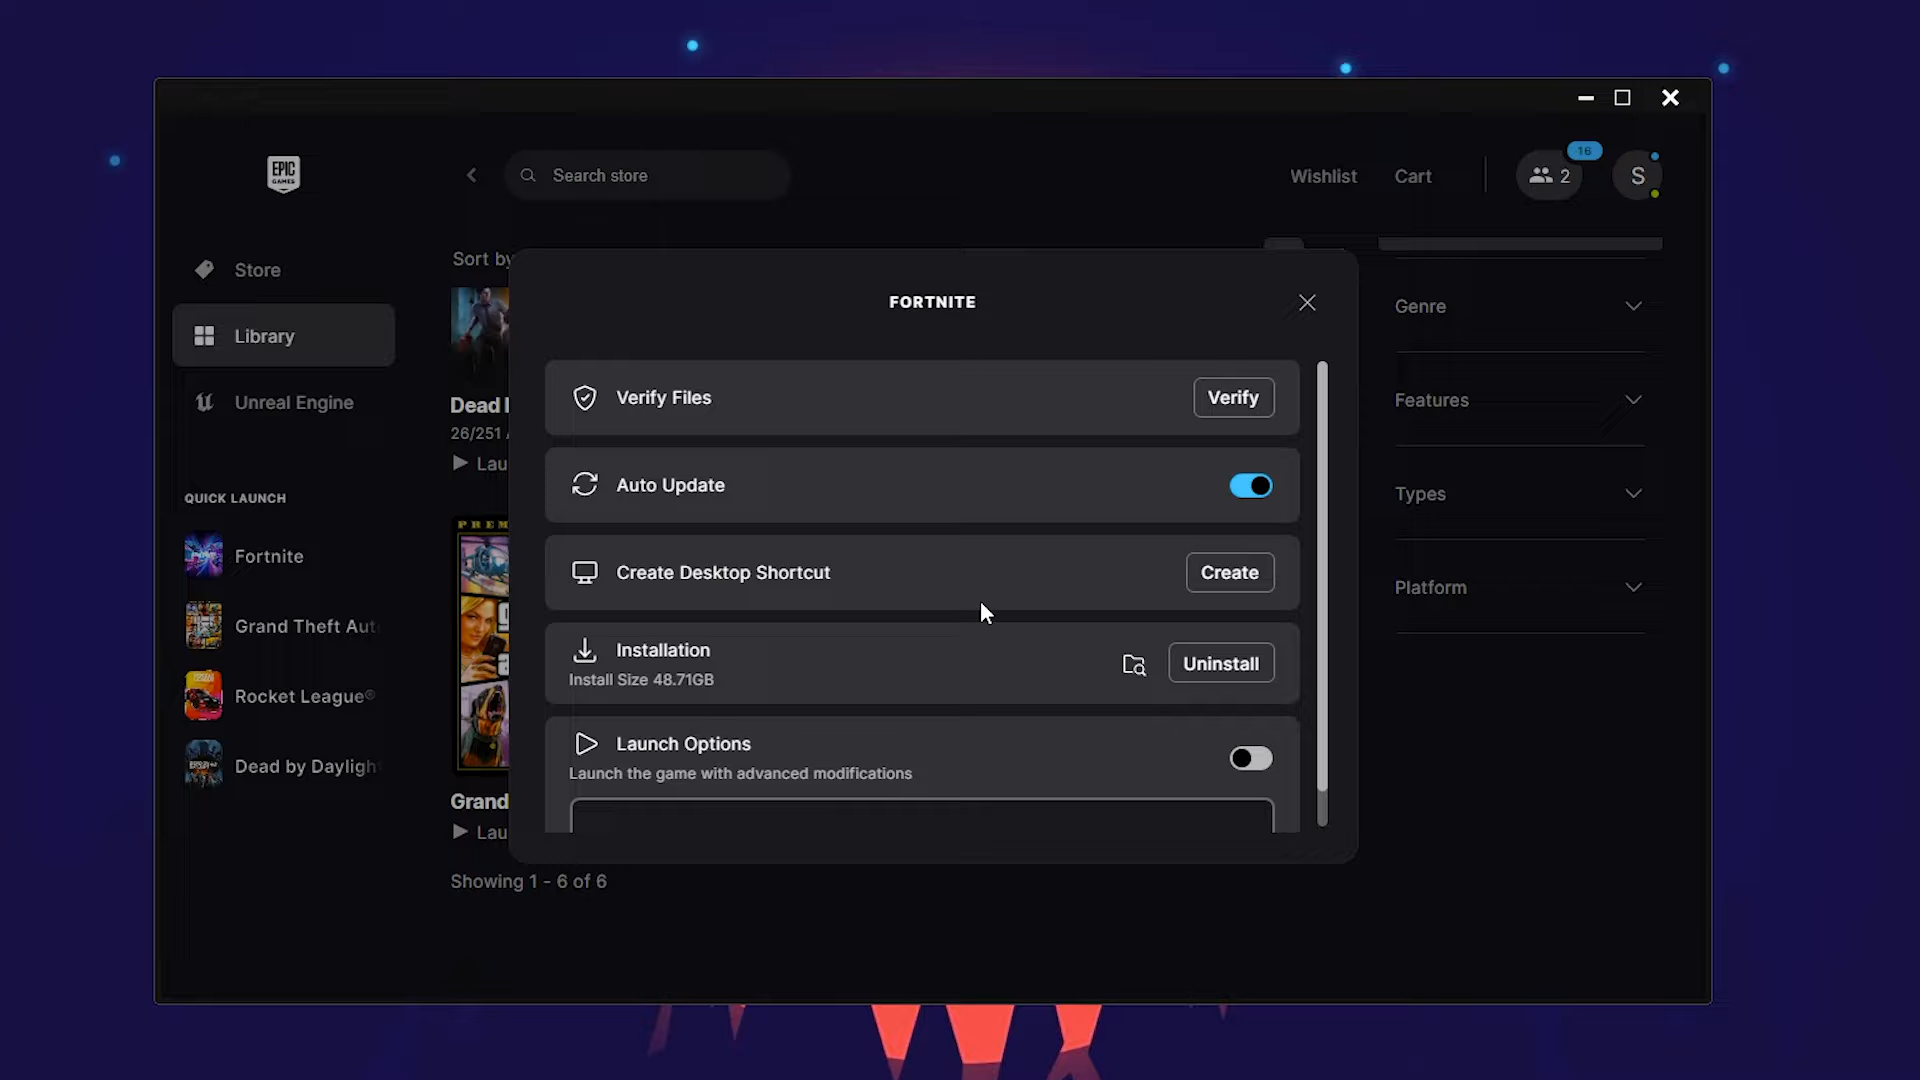 EPIC
GAMES
Search store
Wishlist
Cart
16
2
S
Store
Library
Unreal Engine
QUICK LAUNCH
Fortnite
Grand Theft Aut
Rocket League®
Dead by Dayligh
Sort by
Dead
26/251
Lau
PREM
Grand
Lau
Showing 1 - 6 of 6
FORTNITE
Verify Files
Verify
Auto Update
Create Desktop Shortcut
Create
Installation
Install Size 48.71GB
Uninstall
Launch Options
Launch the game with advanced modifications
Genre
Features
Types
Platform